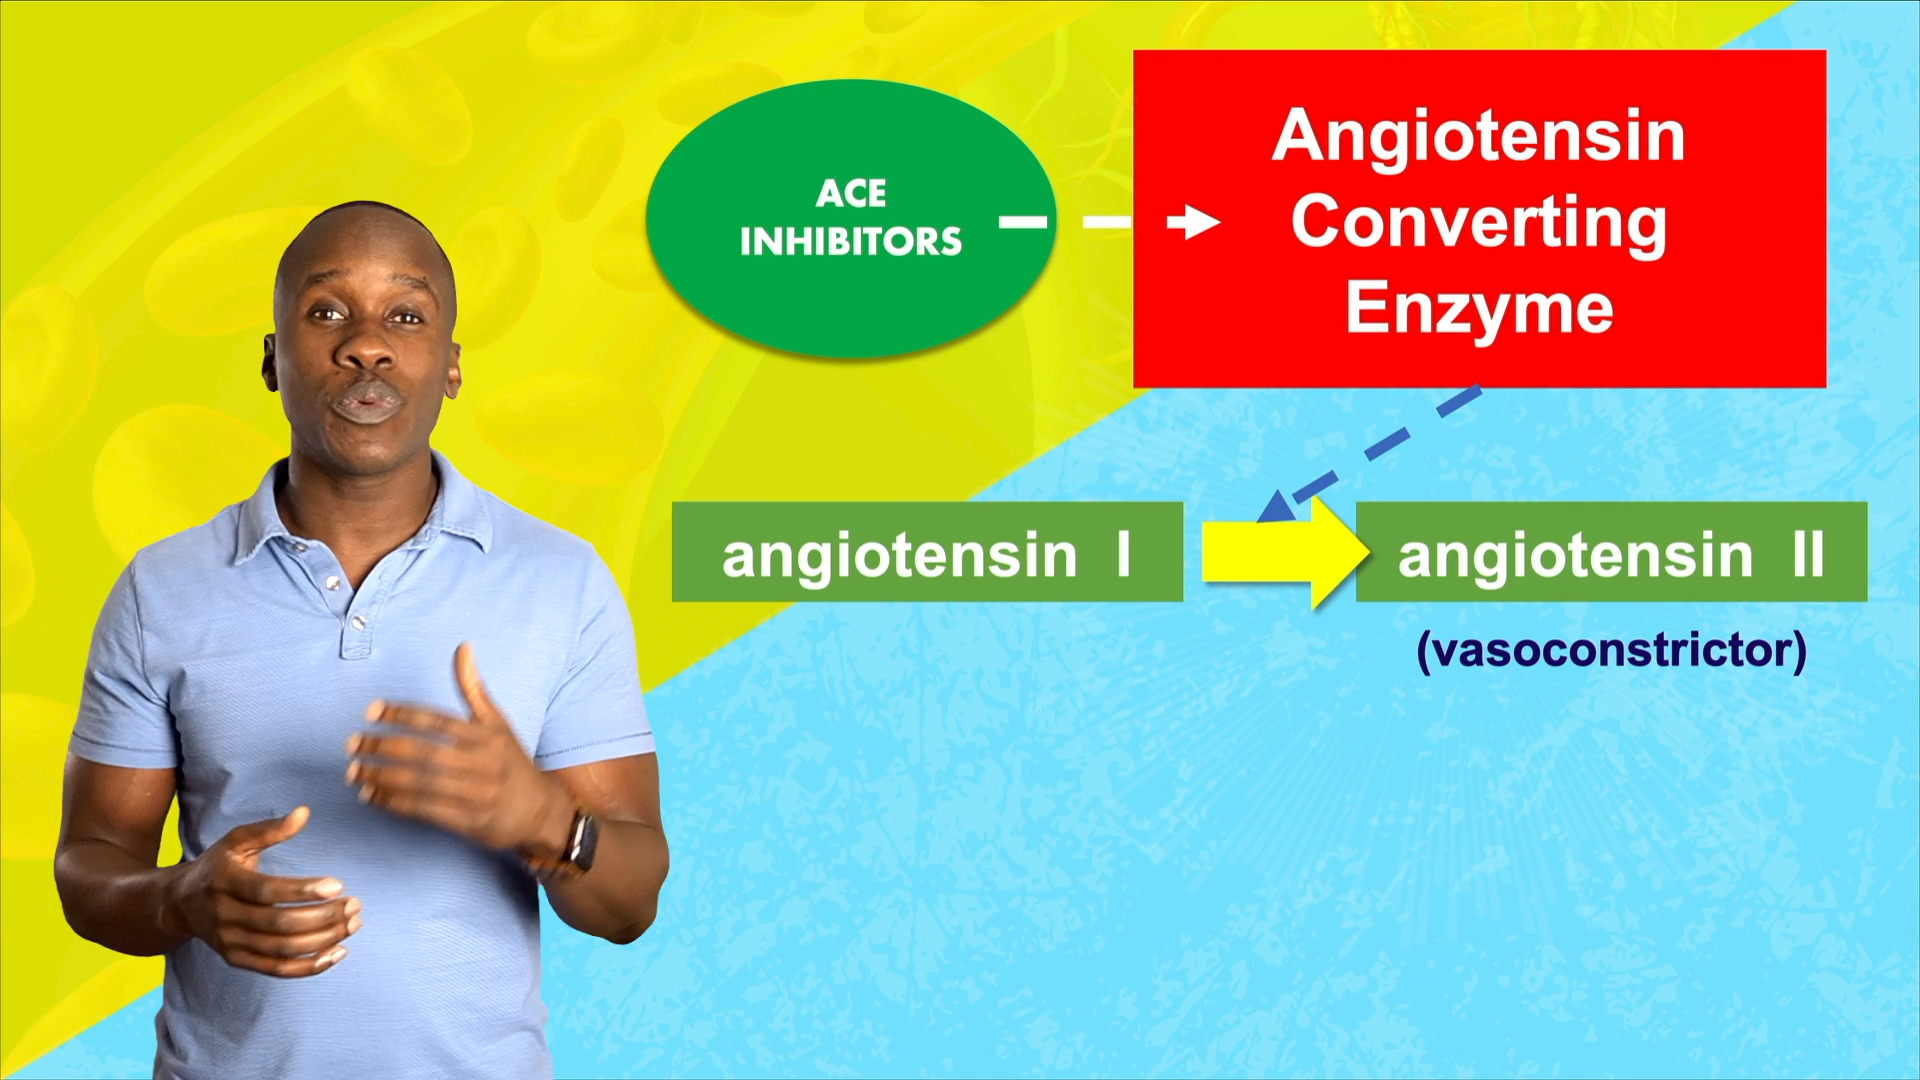 ACE
INHIBITORS
Angiotensin
Converting
Enzyme
angiotensin I
angiotensin II
(vasoconstrictor)